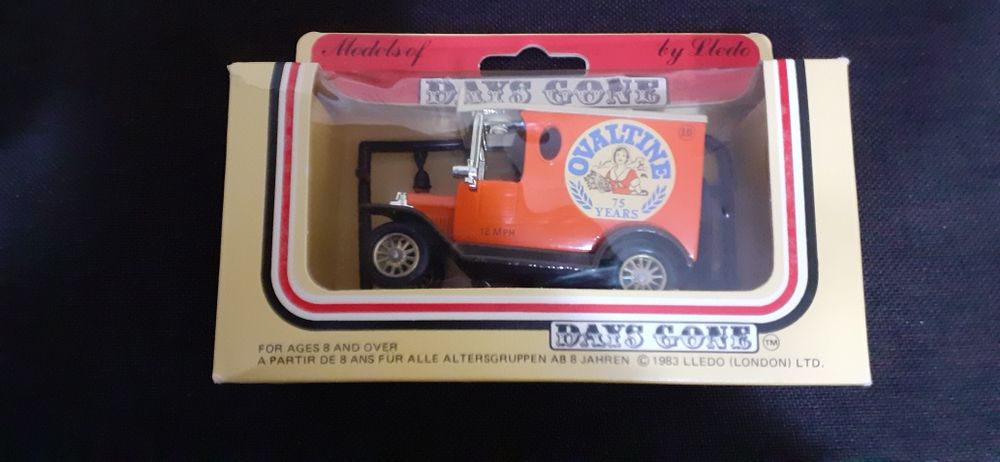 Models of by Lledo
DAYS GONE
OVALTINE
75
YEARS
12 MPH
DAYS GONE TM
FOR AGES 8 AND OVER
A PARTIR DE 8 ANS FUR ALLE ALTERSGRUPPEN AB 8 JAHREN © 1983 LLEDO (LONDON) LTD.